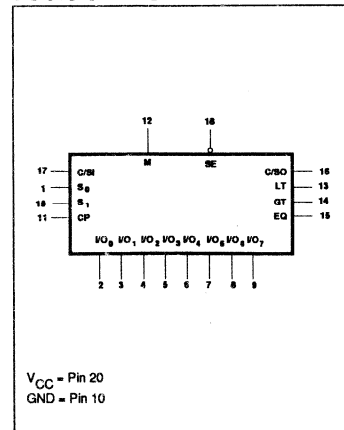 12 18
M SE
17 C/SI C/SO 16
1 S₀ LT 13
S₁ GT 14
11 CP EQ 15
I/O₀ I/O₁ I/O₂ I/O₃ I/O₄ I/O₅ I/O₆ I/O₇
2 3 4 5 6 7 8 9
V_CC = Pin 20
GND = Pin 10